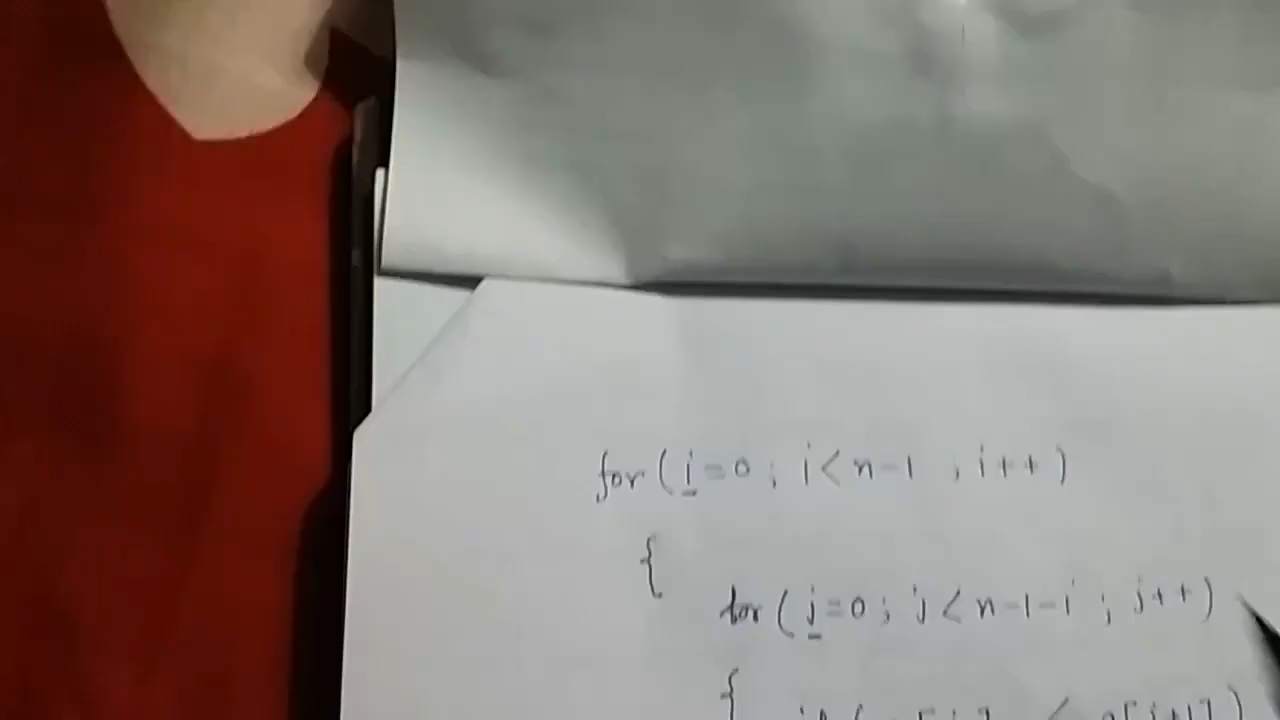 for ( i = 0 ; i < n - 1 ; i + + )
{
for ( j = 0 ; j < n - 1 - i ; j + + )
{